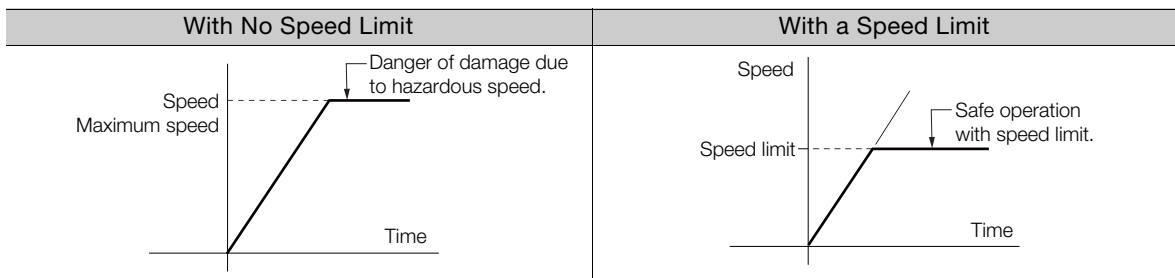 With No Speed Limit
Danger of damage due
to hazardous speed.
Speed
Maximum speed
Time
With a Speed Limit
Speed
Safe operation
with speed limit.
Speed limit
Time